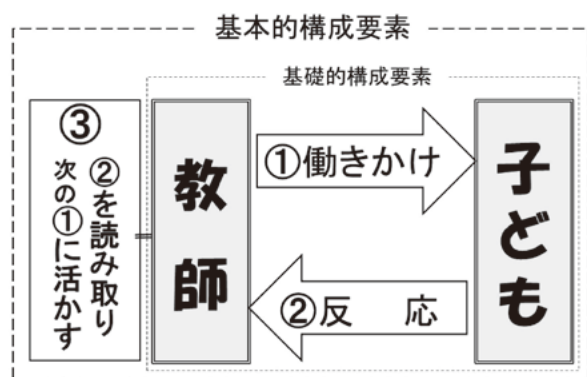 基本的構成要素
基礎的構成要素
③
②を読み取り
次の①に活かす
教師
①働きかけ
②反　応
子ども